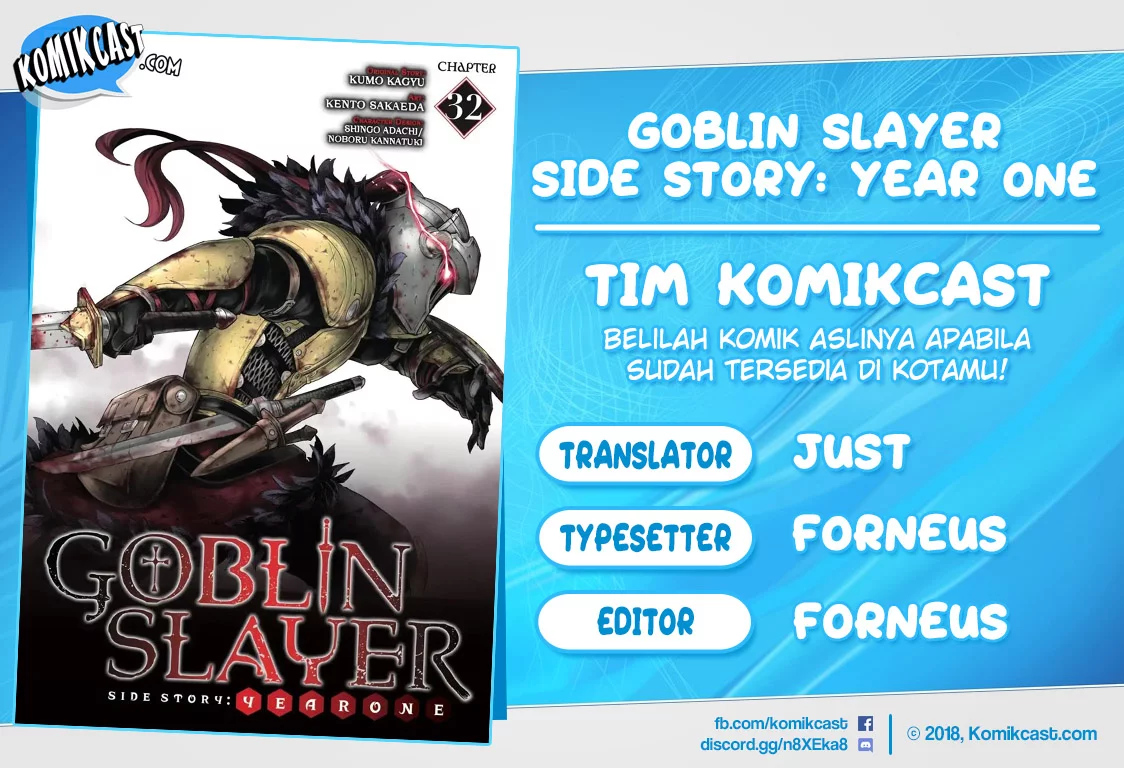 KOMIKCAST
.COM
CHAPTER
32
ORIGINAL STORY
KUMO KAGYU
ART
KENTO SAKAEDA
CHARACTER DESIGN
SHINGO ADACHI/
NOBORU KANNATUKI
GOBLIN
SLAYER
SIDE STORY: YEAR ONE
GOBLIN SLAYER
SIDE STORY: YEAR ONE
TIM KOMIKCAST
BELILAH KOMIK ASLINYA APABILA
SUDAH TERSEDIA DI KOTAMU!
TRANSLATOR JUST
TYPESETTER FORNEUS
EDITOR FORNEUS
fb.com/komikcast
discord.gg/n8XEka8
© 2018, Komikcast.com